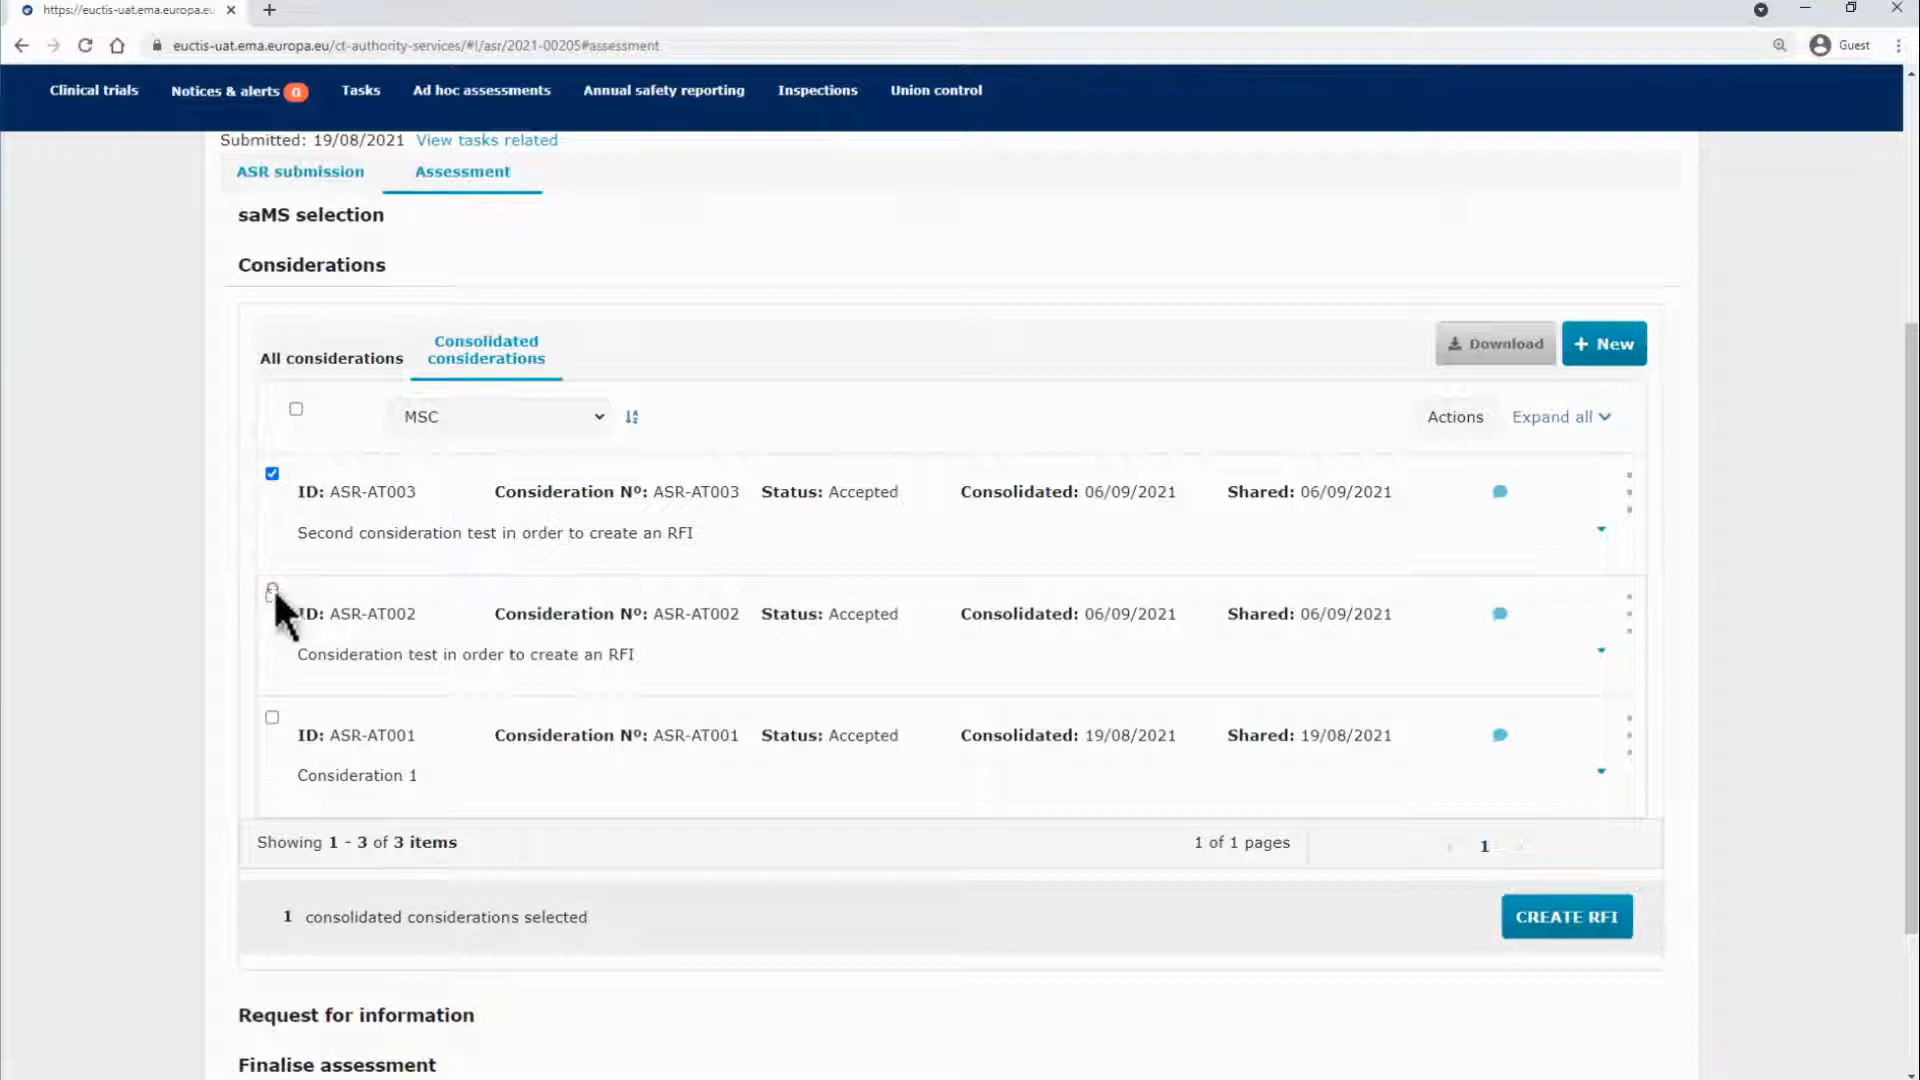 https://euctis-uat.ema.europa.eu
euctis-uat.ema.europa.eu/ct-authority-services/#!/asr/2021-00205#assessment
Guest
Clinical trials
Notices & alerts 0
Tasks
Ad hoc assessments
Annual safety reporting
Inspections
Union control
Submitted: 19/08/2021 View tasks related
ASR submission
Assessment
saMS selection
Considerations
All considerations
Consolidated
considerations
Download
+ New
MSC
Actions
Expand all
ID: ASR-AT003 Consideration Nº: ASR-AT003 Status: Accepted Consolidated: 06/09/2021 Shared: 06/09/2021
Second consideration test in order to create an RFI
ID: ASR-AT002 Consideration Nº: ASR-AT002 Status: Accepted Consolidated: 06/09/2021 Shared: 06/09/2021
Consideration test in order to create an RFI
ID: ASR-AT001 Consideration Nº: ASR-AT001 Status: Accepted Consolidated: 19/08/2021 Shared: 19/08/2021
Consideration 1
Showing 1 - 3 of 3 items
1 of 1 pages
1
1 consolidated considerations selected
CREATE RFI
Request for information
Finalise assessment